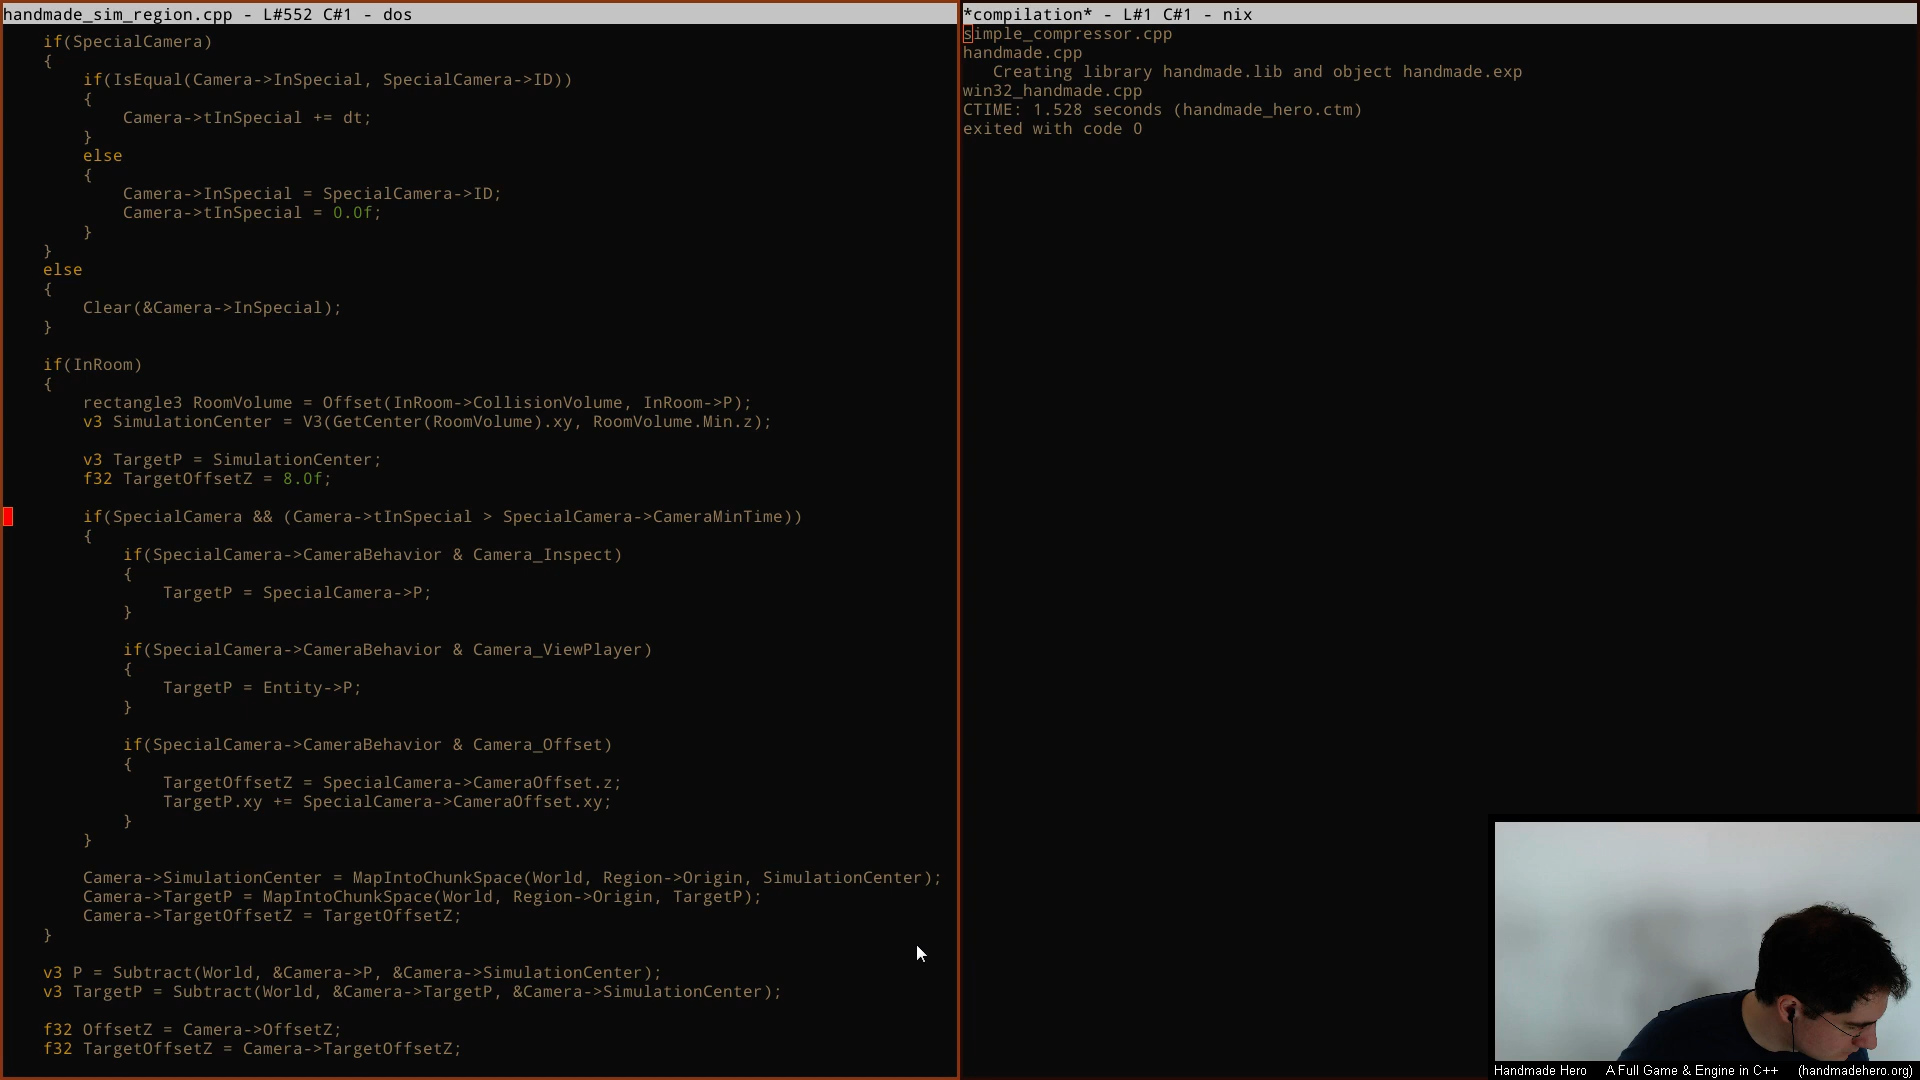 handmade_sim_region.cpp - L#552 C#1 - dos
if(SpecialCamera)
{
if(IsEqual(Camera->InSpecial, SpecialCamera->ID))
{
Camera->tInSpecial += dt;
}
else
{
Camera->InSpecial = SpecialCamera->ID;
Camera->tInSpecial = 0.0f;
}
}
else
{
Clear(&Camera->InSpecial);
}
if(InRoom)
{
rectangle3 RoomVolume = Offset(InRoom->CollisionVolume, InRoom->P);
v3 SimulationCenter = V3(GetCenter(RoomVolume).xy, RoomVolume.Min.z);
v3 TargetP = SimulationCenter;
f32 TargetOffsetZ = 8.0f;
if(SpecialCamera && (Camera->tInSpecial > SpecialCamera->CameraMinTime))
{
if(SpecialCamera->CameraBehavior & Camera_Inspect)
{
TargetP = SpecialCamera->P;
}
if(SpecialCamera->CameraBehavior & Camera_ViewPlayer)
{
TargetP = Entity->P;
}
if(SpecialCamera->CameraBehavior & Camera_Offset)
{
TargetOffsetZ = SpecialCamera->CameraOffset.z;
TargetP.xy += SpecialCamera->CameraOffset.xy;
}
}
Camera->SimulationCenter = MapIntoChunkSpace(World, Region->Origin, SimulationCenter);
Camera->TargetP = MapIntoChunkSpace(World, Region->Origin, TargetP);
Camera->TargetOffsetZ = TargetOffsetZ;
}
v3 P = Subtract(World, &Camera->P, &Camera->SimulationCenter);
v3 TargetP = Subtract(World, &Camera->TargetP, &Camera->SimulationCenter);
f32 OffsetZ = Camera->OffsetZ;
f32 TargetOffsetZ = Camera->TargetOffsetZ;
*compilation* - L#1 C#1 - nix
simple_compressor.cpp
handmade.cpp
Creating library handmade.lib and object handmade.exp
win32_handmade.cpp
CTIME: 1.528 seconds (handmade_hero.ctm)
exited with code 0
Handmade Hero A Full Game & Engine in C++ (handmadehero.org)